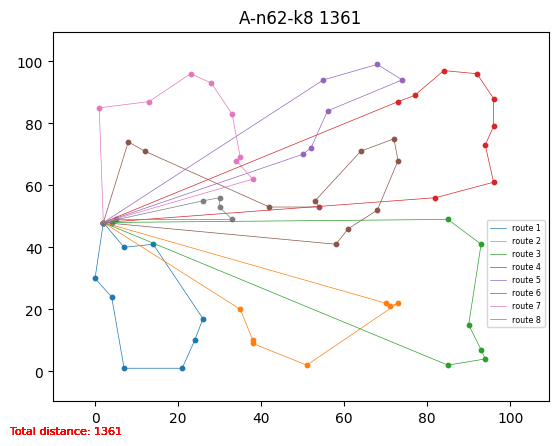 A-n62-k8 1361
100
80
60
40
20
0
0 20 40 60 80 100
route 1
route 2
route 3
route 4
route 5
route 6
route 7
route 8
Total distance: 1361